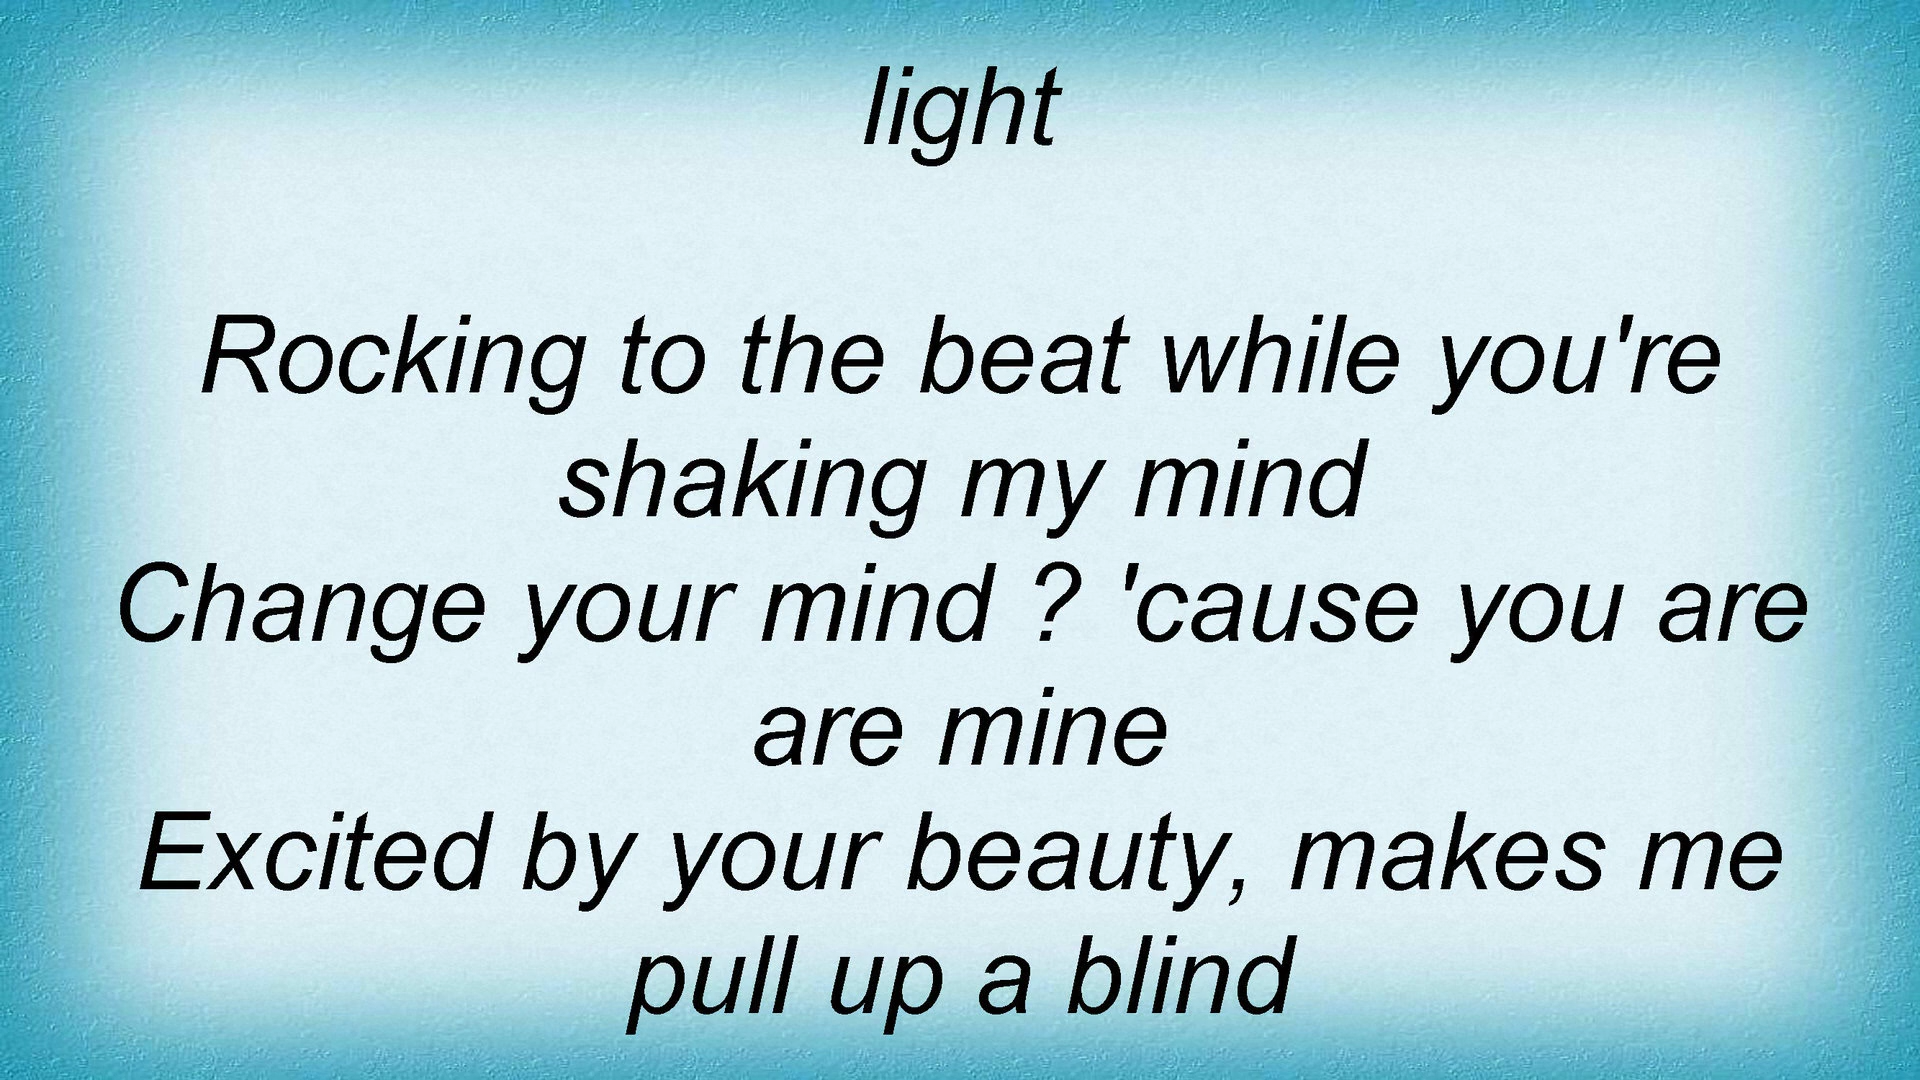 light
Rocking to the beat while you're
shaking my mind
Change your mind ? 'cause you are
are mine
Excited by your beauty, makes me
pull up a blind